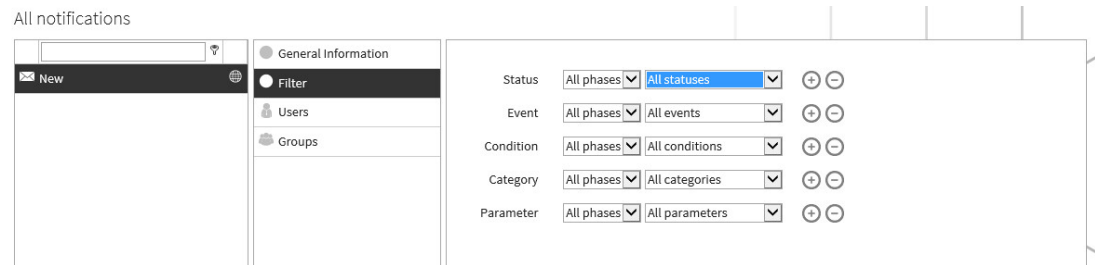 All notifications
New
General Information
Filter
Users
Groups
Status All phases All statuses
Event All phases All events
Condition All phases All conditions
Category All phases All categories
Parameter All phases All parameters